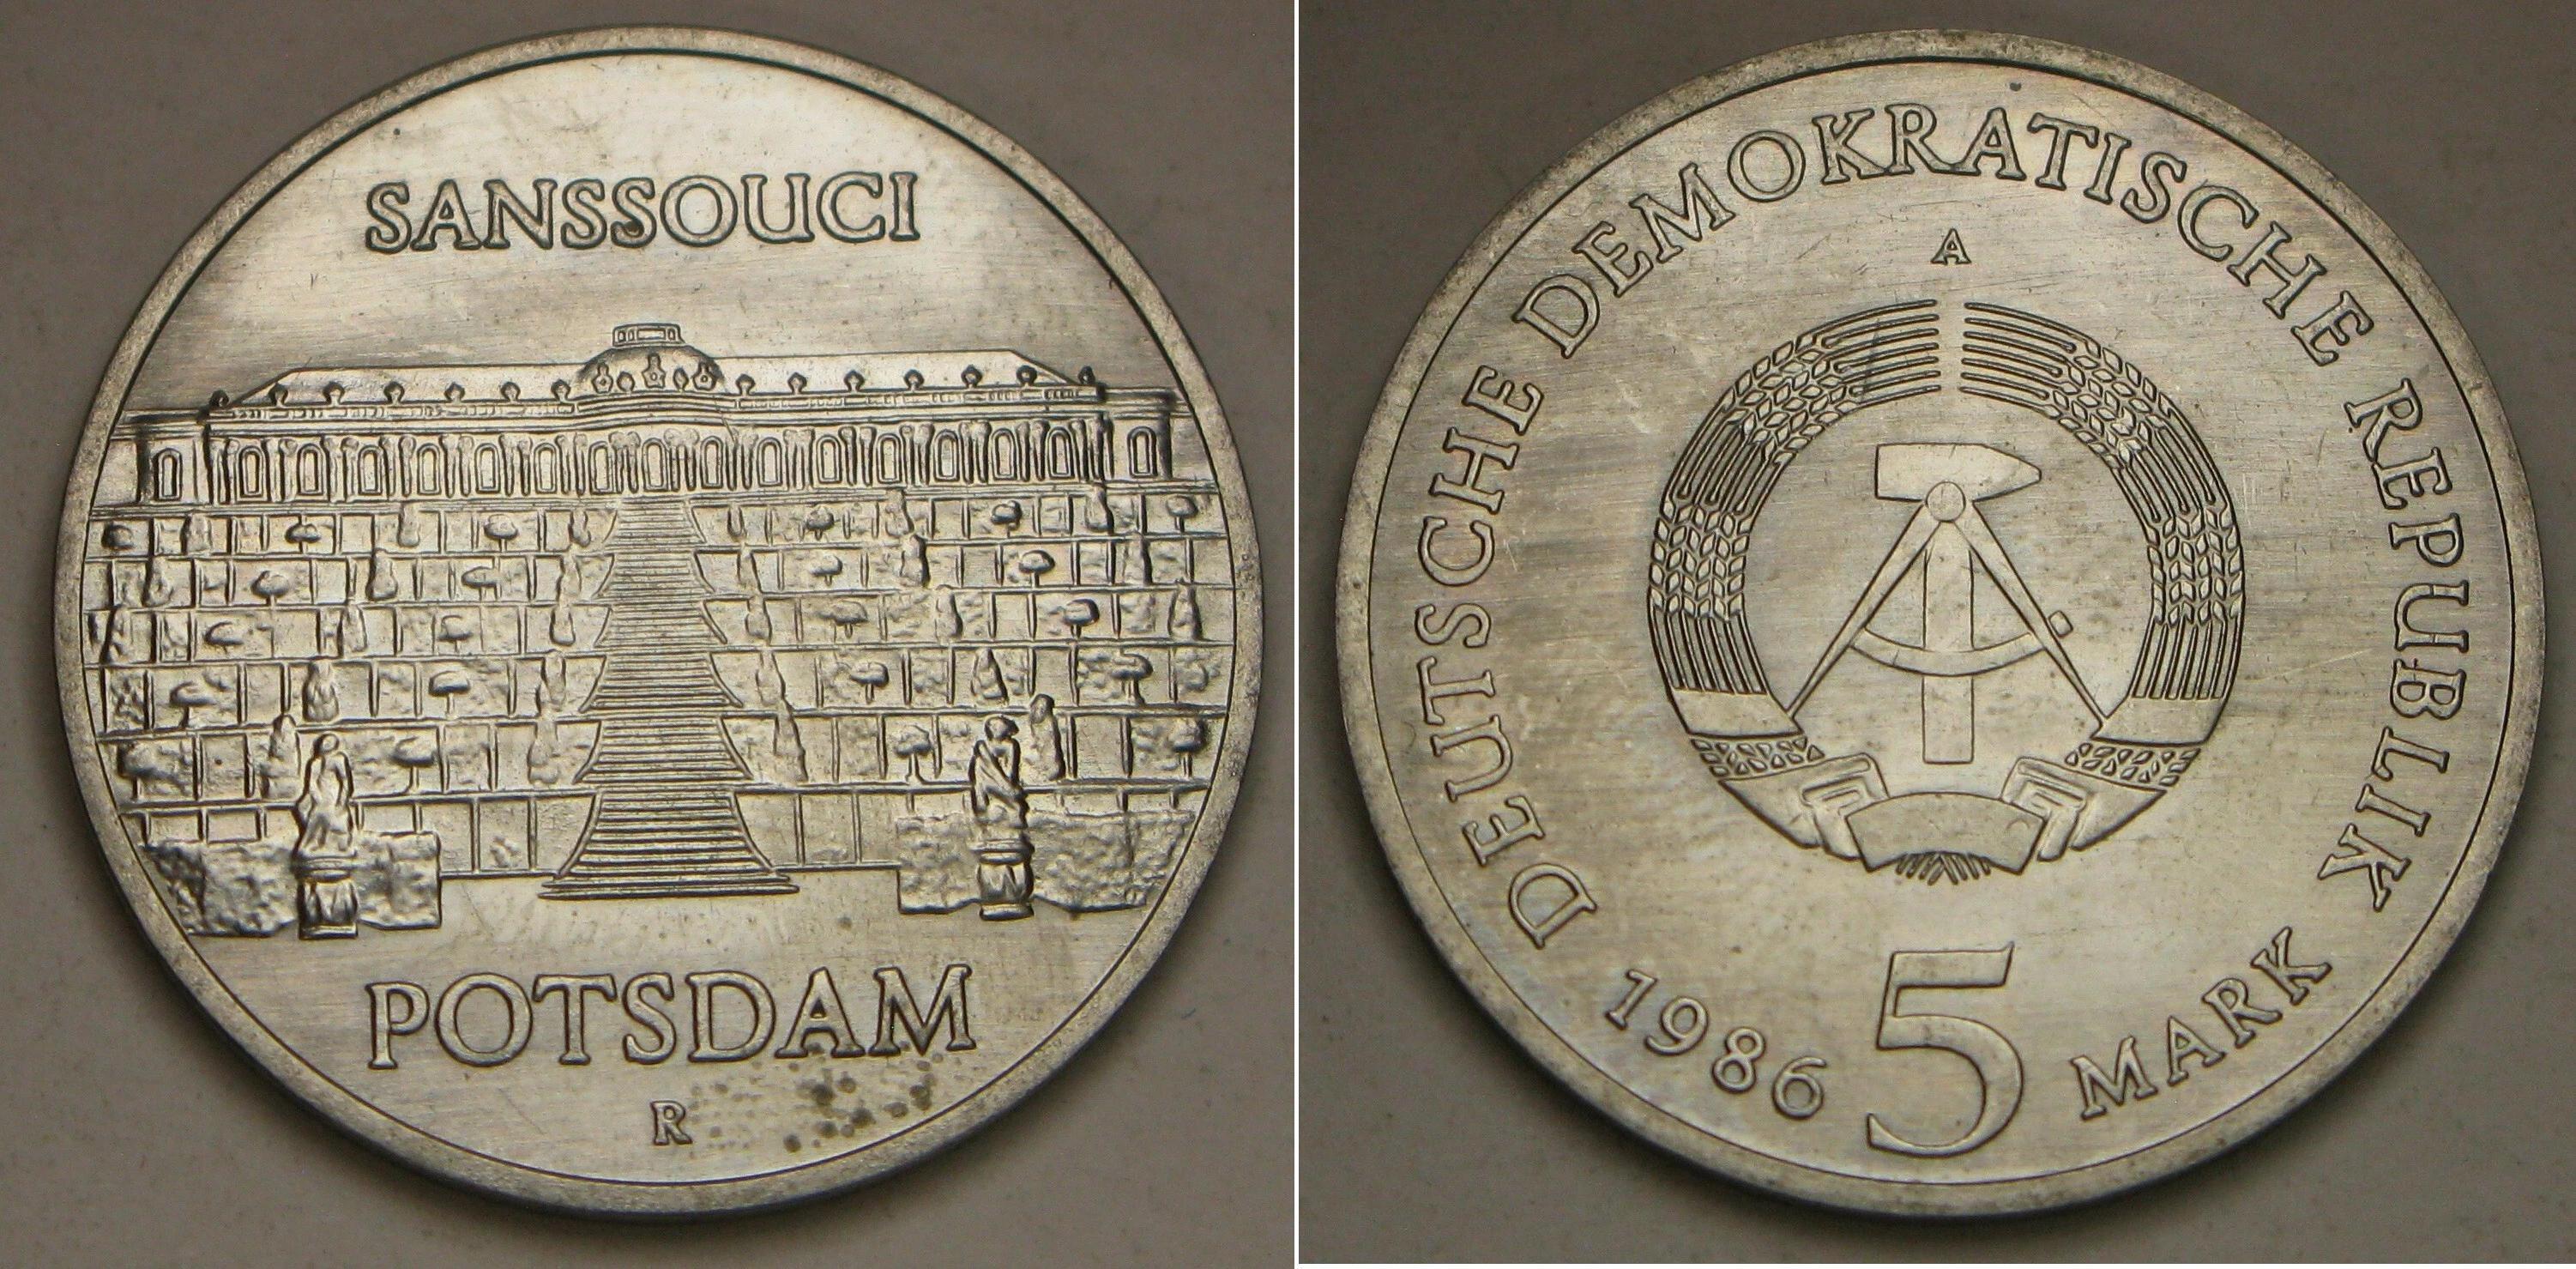 SANSSOUCI
POTSDAM
R
DEUTSCHE DEMOKRATISCHE REPUBLIK
A
1986 5 MARK